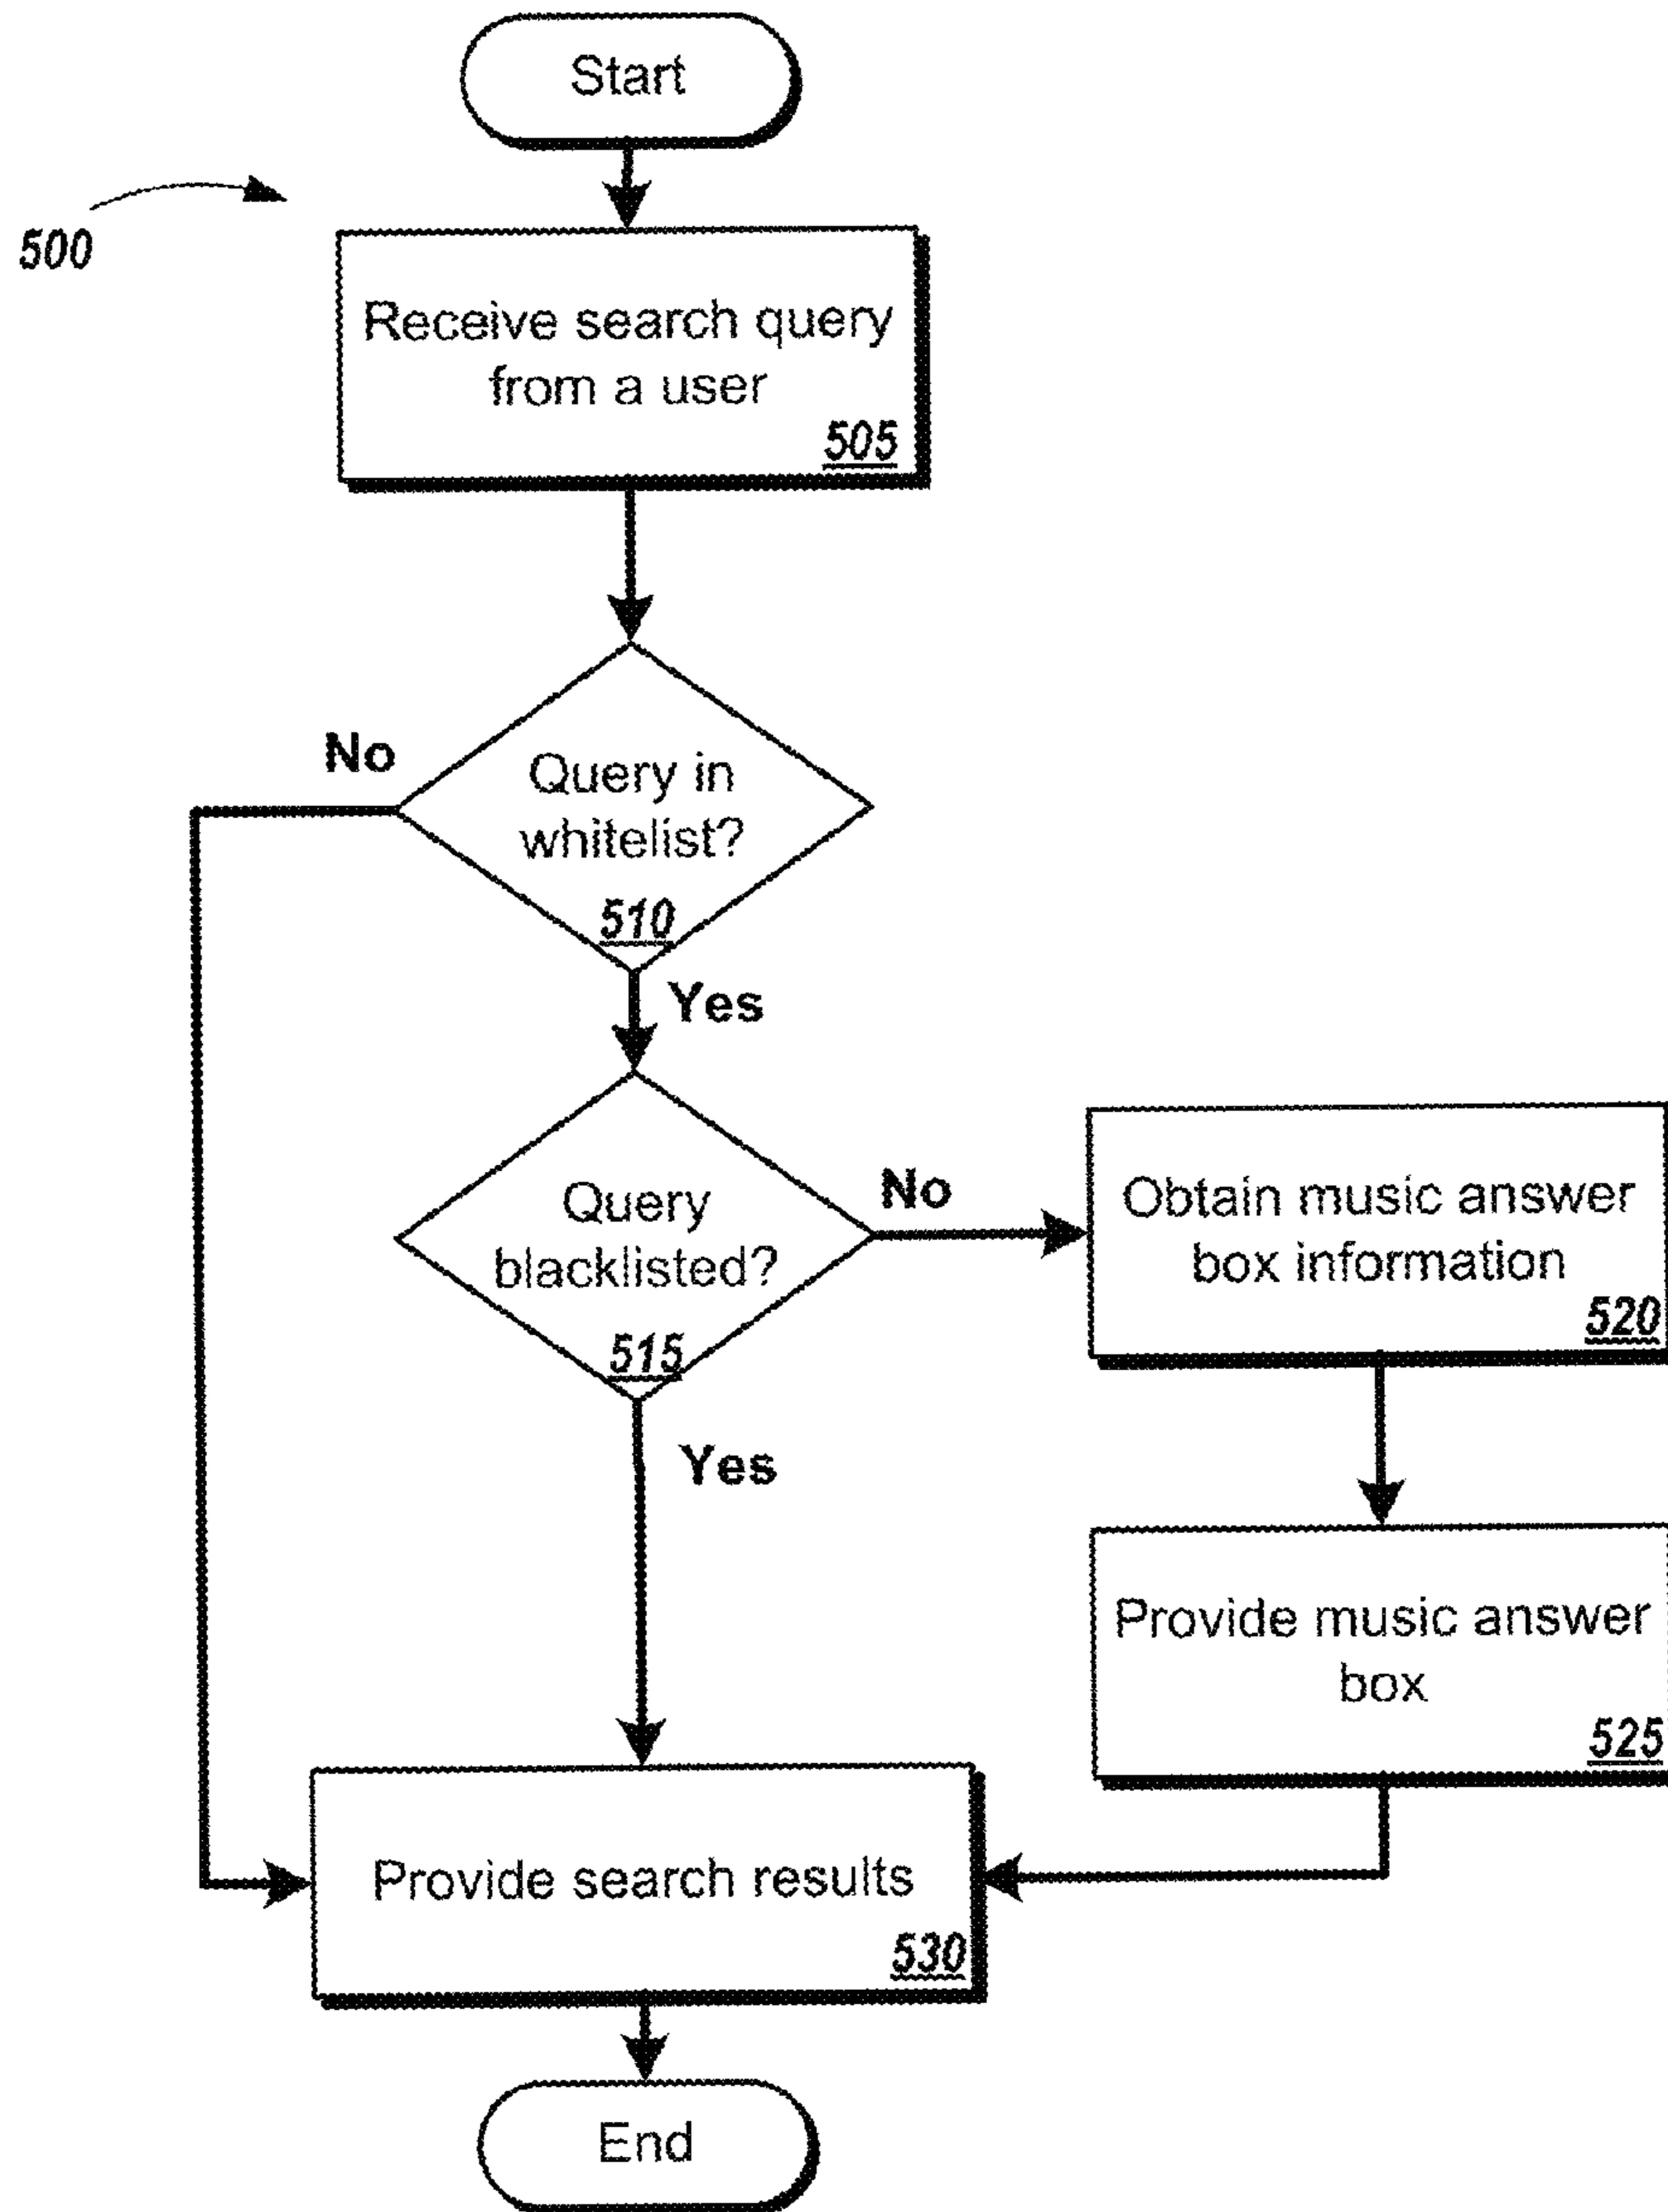 Start
500
Receive search query
from a user
505
No
Query in
whitelist?
510
Yes
Query
blacklisted?
515
No
Obtain music answer
box information
520
Yes
Provide music answer
box
525
Provide search results
530
End